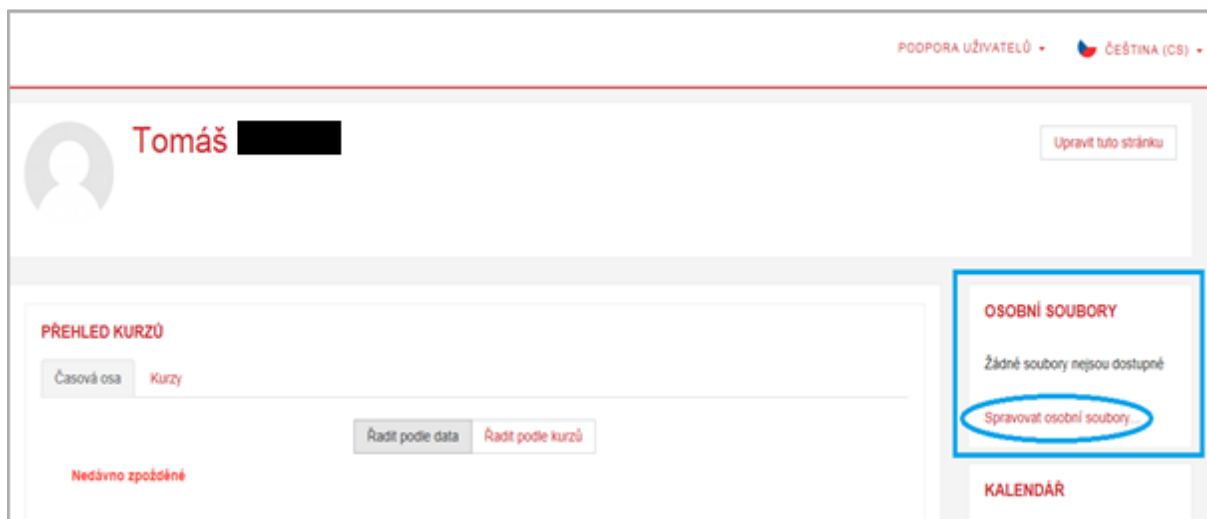 PODPORA UŽIVATELŮ
ČEŠTINA (CS)
Tomáš
Upravit tuto stránku
PŘEHLED KURZŮ
Časová osa
Kurzy
Řadit podle data
Řadit podle kurzů
Nedávno zpožděné
OSOBNÍ SOUBORY
Žádné soubory nejsou dostupné
Spravovat osobní soubory...
KALENDÁŘ